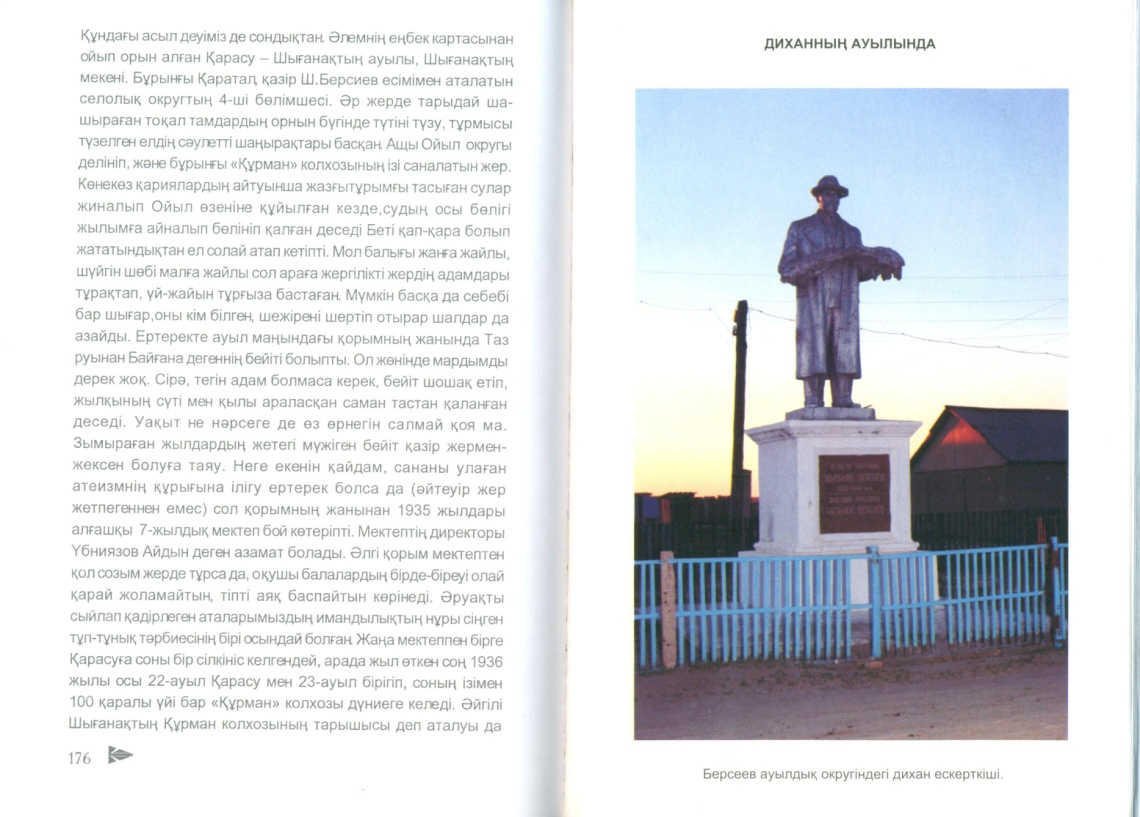 Құндағы асыл деуіміз де сондықтан. Әлемнің еңбек картасынан
ойып орын алған Қарасу – Шығанақтың ауылы, Шығанақтың
мекені. Бұрынғы Қаратал, қазір Ш.Берсиев есімімен аталатын
селолық округтың 4-ші бөлімшесі. Әр жерде тарыдай ша-
шыраған тоқал тамдардың орнын бүгінде түтіні түзу, тұрмысы
түзелген елдің сәулетті шаңырақтары басқан. Ащы Ойыл округы
делініп, және бұрынғы «Құрман» колхозының ізі саналатын жер.
Көнекөз қариялардың айтуынша жазғытұрымғы тасыған сулар
жиналып Ойыл өзеніне құйылған кезде,судың осы бөлігі
жылымға айналып бөлініп қалған деседі Беті қап-қара болып
жататындықтан ел солай атап кетіпті. Мол балығы жанға жайлы,
шүйгін шөбі малға жайлы сол араға жергілікті жердің адамдары
тұрақтап, үй-жайын тұрғыза бастаған. Мүмкін басқа да себебі
бар шығар,оны кім білген, шежірені шертіп отырар шалдар да
азайды. Ертеректе ауыл маңындағы қорымның жанында Таз
руынан Байғана дегеннің бейіті болыпты. Ол жөнінде мардымды
дерек жоқ. Сірә, тегін адам болмаса керек, бейіт шошақ етіп,
жылқының сүті мен қылы араласқан саман тастан қаланған
деседі. Уақыт не нәрсеге де өз өрнегін салмай қоя ма.
Зымыраған жылдардың жетегі мүжіген бейіт қазір жермен-
жексен болуға таяу. Неге екенін қайдам, сананы улаған
атеизмнің құрығына ілігу ертерек болса да (әйтеуір жер
жетпегеннен емес) сол қорымның жанынан 1935 жылдары
алғашқы 7-жылдық мектеп бой көтеріпті. Мектептің директоры
Үбниязов Айдын деген азамат болады. Әлгі қорым мектептен
қол созым жерде тұрса да, оқушы балалардың бірде-біреуі олай
қарай жоламайтын, тіпті аяқ баспайтын көрінеді. Әруақты
сыйлап қадірлеген аталарымыздың имандылықтың нұры сіңген
тұп-тұнық тәрбиесінің бірі осындай болған. Жаңа мектеппен бірге
Қарасуға соны бір сілкініс келгендей, арада жыл өткен соң 1936
жылы осы 22-ауыл Қарасу мен 23-ауыл бірігіп, соның ізімен
100 қаралы үйі бар «Құрман» колхозы дүниеге келеді. Әйгілі
Шығанақтың Құрман колхозының тарышысы деп аталуы да
176
ДИХАННЫҢ АУЫЛЫНДА
ШЫҒАНАҚ БЕРСИЕВ
Берсеев ауылдық округіндегі дихан ескерткіші.